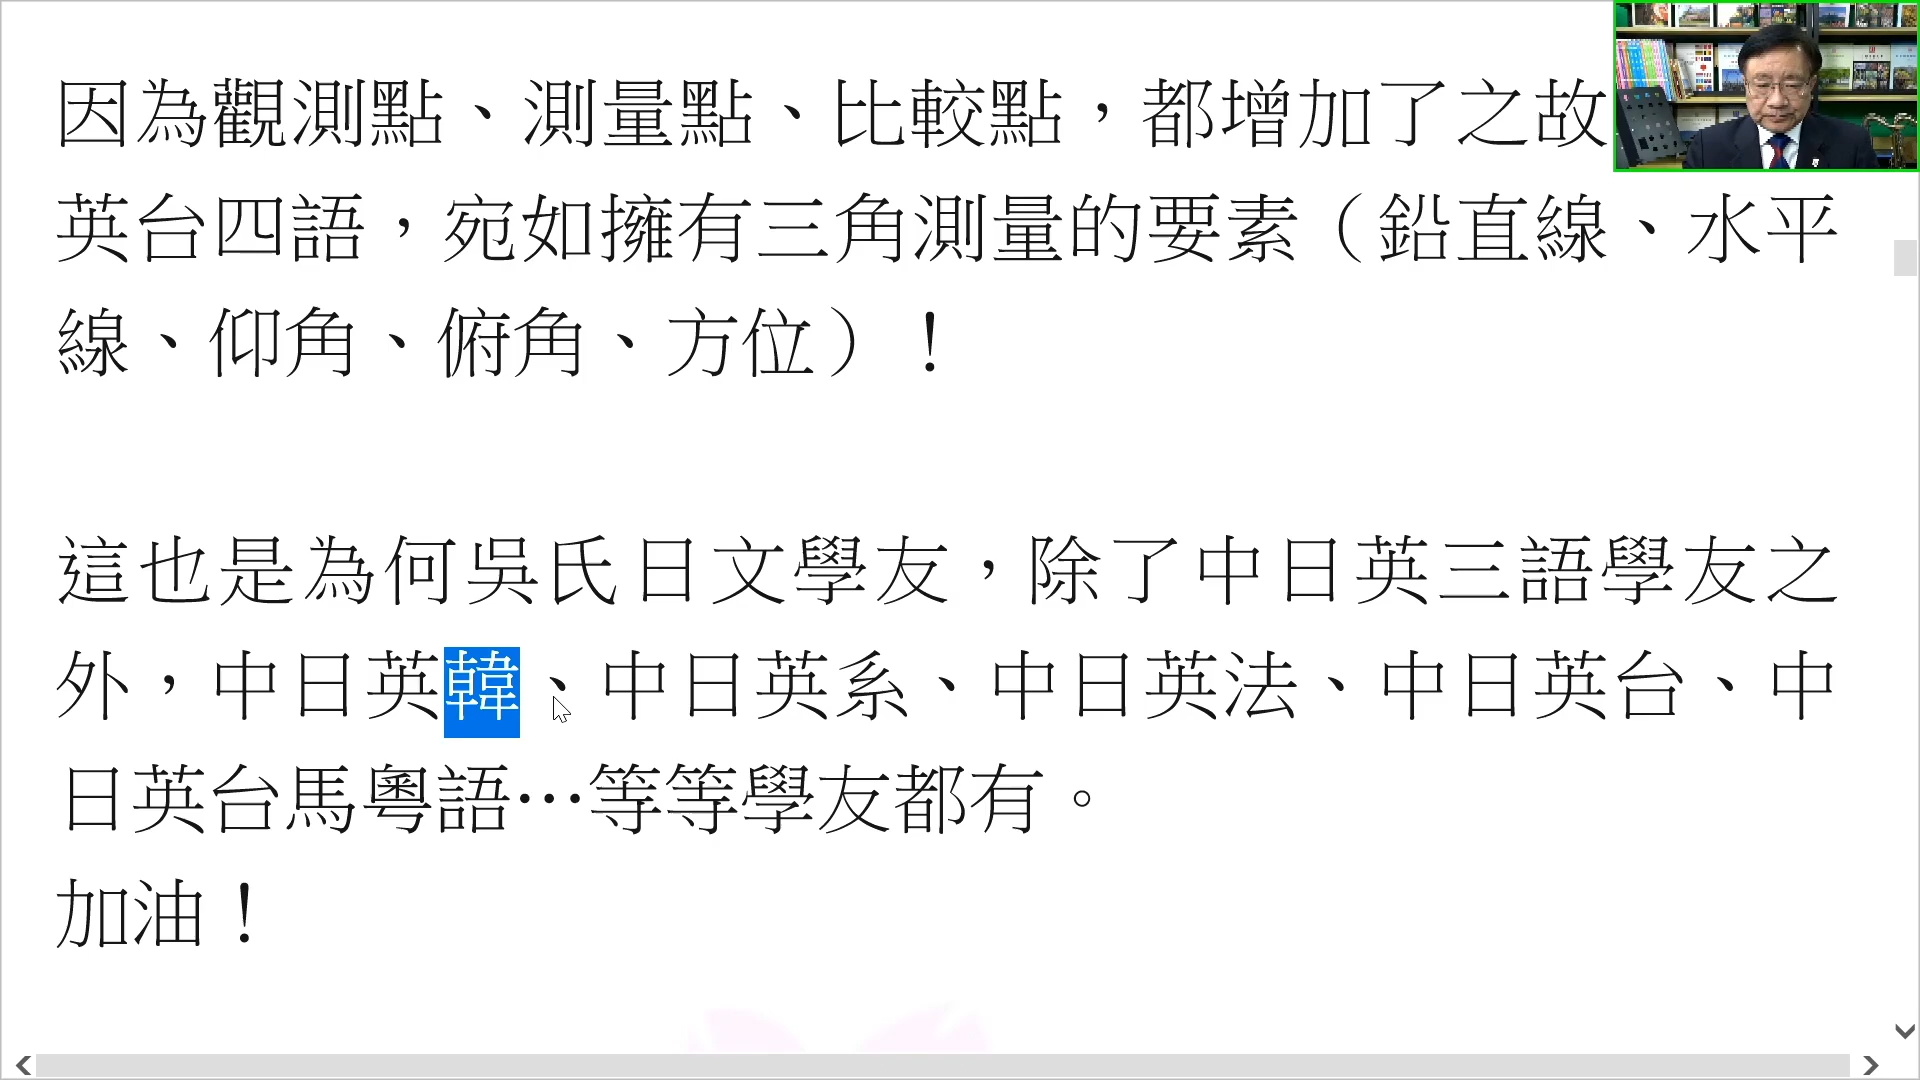 因為觀測點、測量點、比較點，都增加了之故
英台四語，宛如擁有三角測量的要素（鉛直線、水平
線、仰角、俯角、方位）！
這也是為何吳氏日文學友，除了中日英三語學友之
外，中日英韓、中日英系、中日英法、中日英台、中
日英台馬粵語…等等學友都有。
加油！